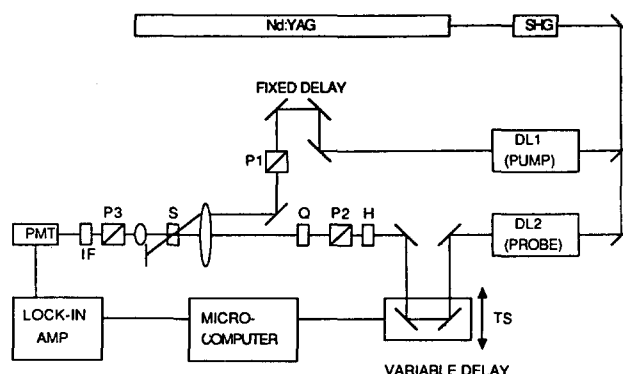 Nd:YAG
SHG
FIXED DELAY
P1
DL1
(PUMP)
P3
S
Q
P2
H
DL2
(PROBE)
PMT
IF
LOCK-IN
AMP
MICRO-
COMPUTER
TS
VARIABLE DELAY